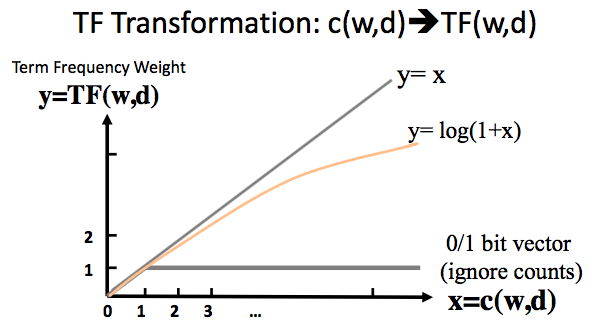 TF Transformation: c(w,d)➔TF(w,d)
Term Frequency Weight
y=TF(w,d)
y= x
y= log(1+x)
2
1
0/1 bit vector
(ignore counts)
x=c(w,d)
0 1 2 3 ...